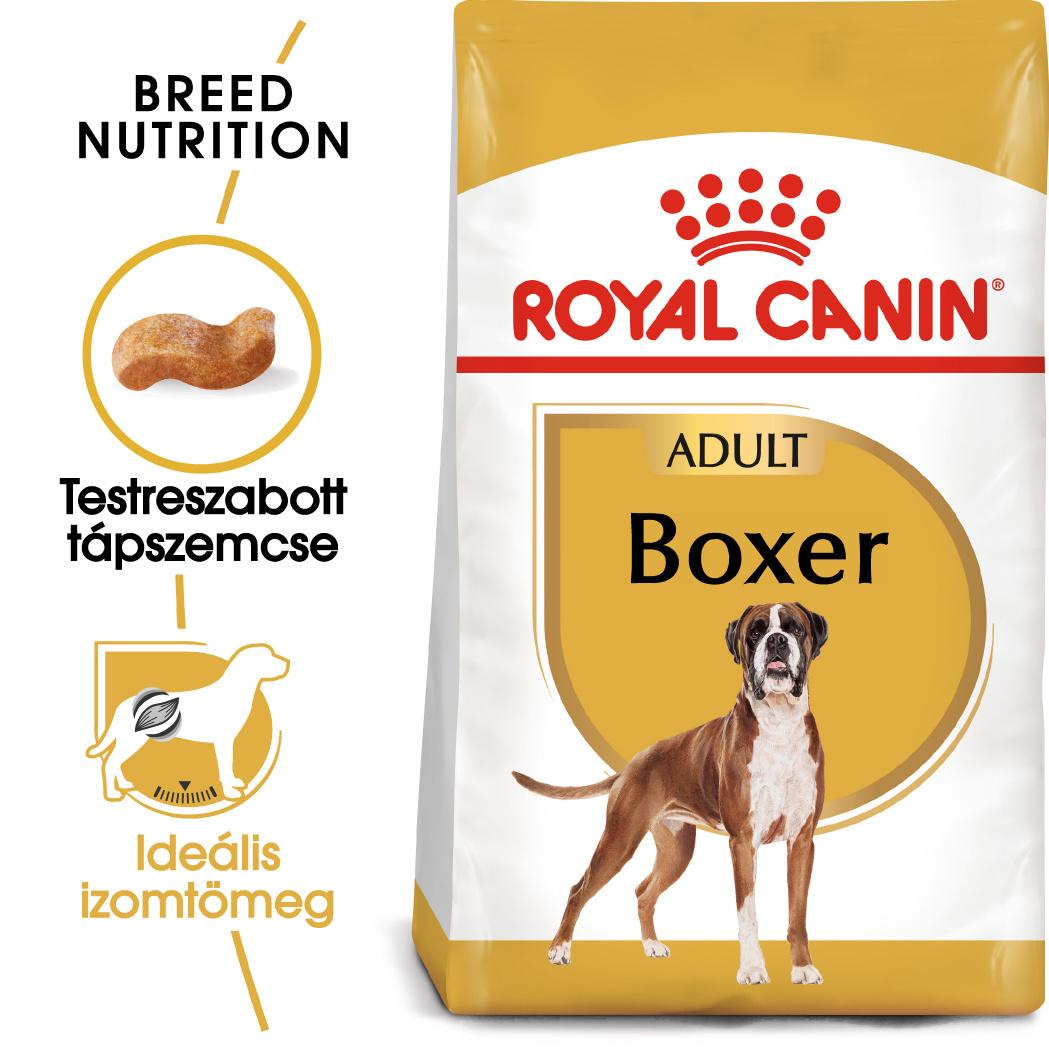 BREED
NUTRITION
Testreszabott
tápszemcse
Ideális
izomtömeg
ROYAL CANIN®
ADULT
Boxer